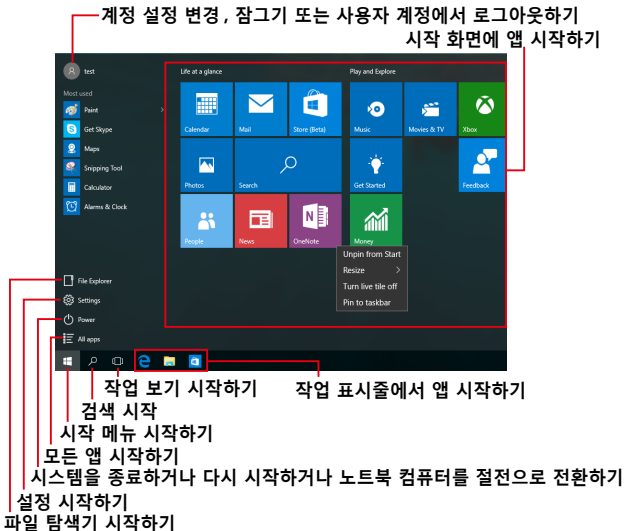 계정 설정 변경, 잠그기 또는 사용자 계정에서 로그아웃하기
시작 화면에 앱 시작하기
test
Life at a glance
Play and Explore
Most used
Paint
Get Skype
Maps
Snipping Tool
Calculator
Alarms & Clock
Calendar
Mail
Store (Beta)
Music
Movies & TV
Xbox
Photos
Search
Get Started
Feedback
People
News
OneNote
Money
Unpin from Start
Resize
Turn live tile off
Pin to taskbar
File Explorer
Settings
Power
All apps
작업 보기 시작하기
작업 표시줄에서 앱 시작하기
검색 시작
시작 메뉴 시작하기
모든 앱 시작하기
시스템을 종료하거나 다시 시작하거나 노트북 컴퓨터를 절전으로 전환하기
설정 시작하기
파일 탐색기 시작하기